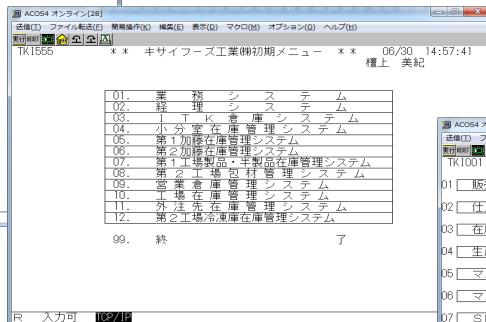 ACOS4 オンライン[28]
送信(T) ファイル転送(F) 簡易操作(K) 編集(E) 表示(D) マクロ(M) オプション(O) ヘルプ(H)
TKI555 ** キサイフーズ工業㈱初期メニュー ** 06/30 14:57:41
檀上 美紀
01. 業務システム
02. 経理システム
03. ITK倉庫システム
04. 小分室在庫管理システム
05. 第1加藤在庫管理システム
06. 第2加藤在庫管理システム
07. 第1工場製品・半製品在庫管理システム
08. 第2工場包材管理システム
09. 営業倉庫管理システム
10. 工場在庫管理システム
11. 外注先在庫管理システム
12. 第2工場冷凍庫在庫管理システム
99. 終了
R 入力可 TCP/IP
ACOS4
送信(T)
TKI001
01 販
02 仕
03 在
04 生
05 マ
06 マ
07 S